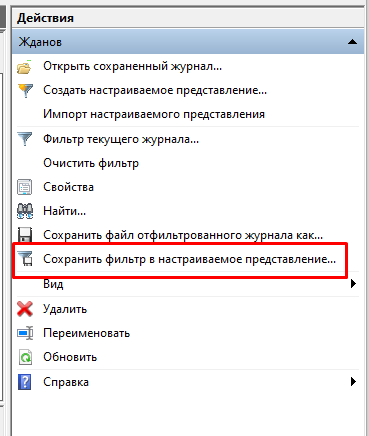 Действия
Жданов
Открыть сохраненный журнал...
Создать настраиваемое представление...
Импорт настраиваемого представления
Фильтр текущего журнала...
Очистить фильтр
Свойства
Найти...
Сохранить файл отфильтрованного журнала как...
Сохранить фильтр в настраиваемое представление...
Вид
Удалить
Переименовать
Обновить
Справка